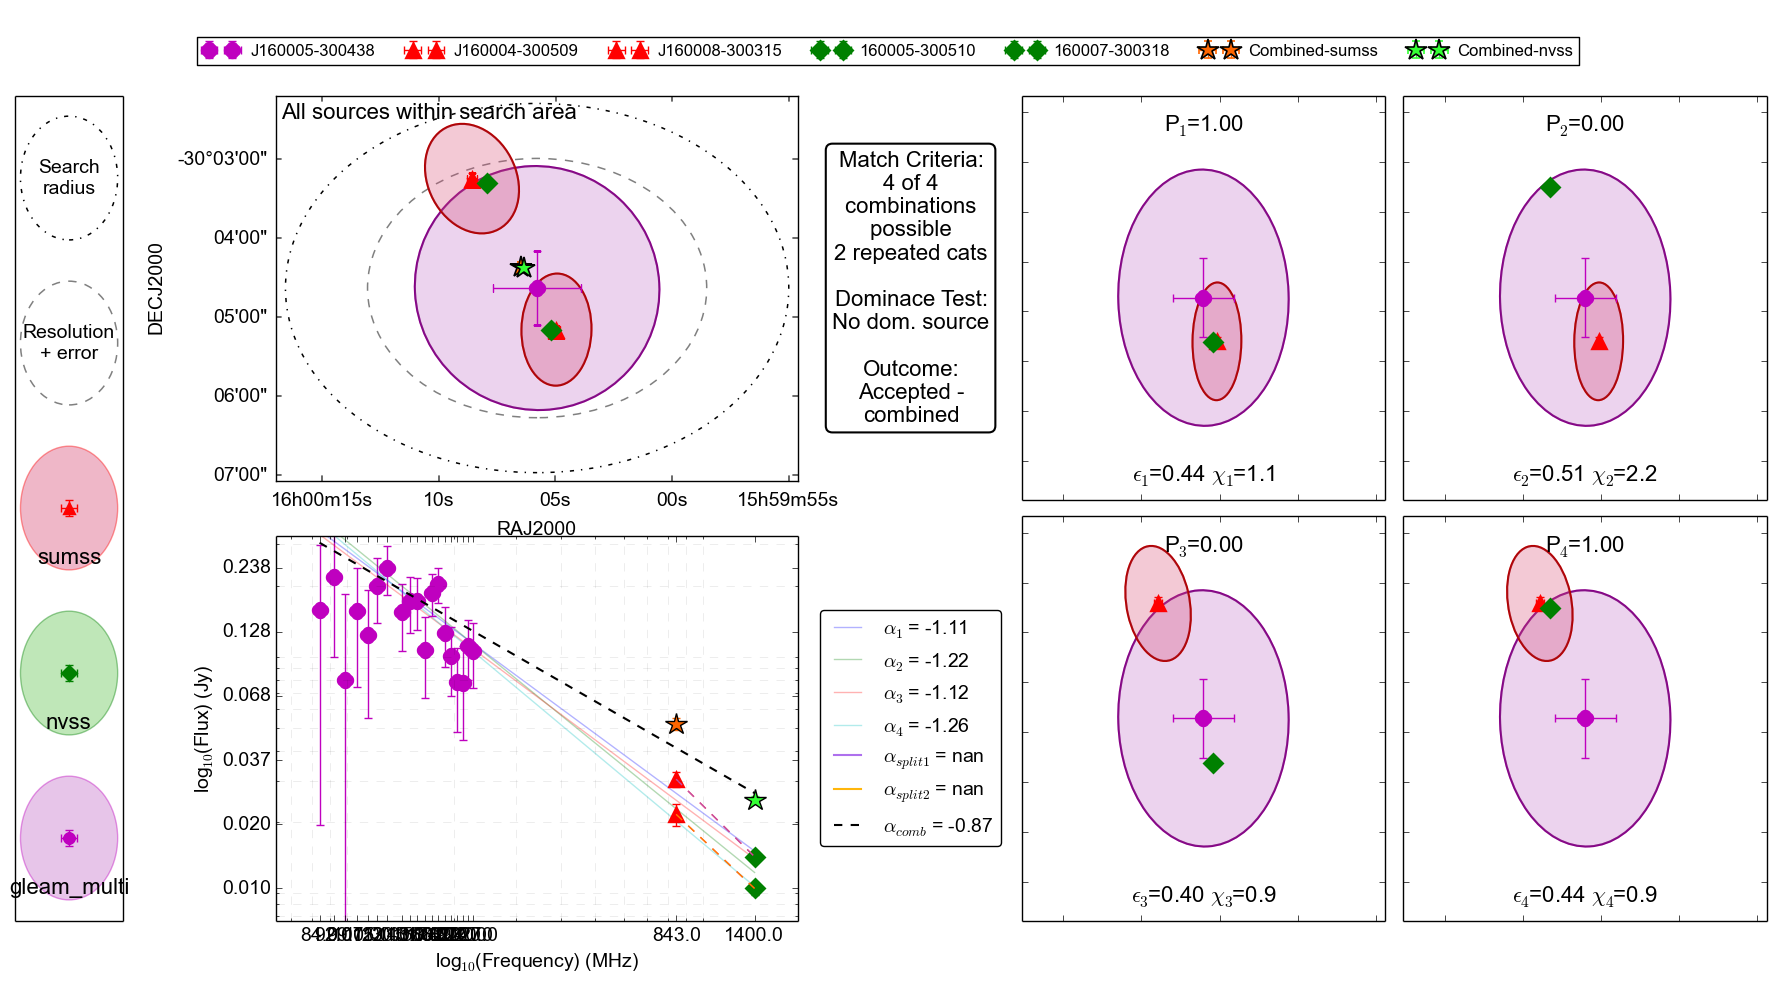 J160005-300438 J160004-300509 J160008-300315 160005-300510 160007-300318 Combined-sumss Combined-nvss
Search
radius
Resolution
+ error
sumss
nvss
gleam_multi
All sources within search area
DECJ2000
-30°03'00"
04'00"
05'00"
06'00"
07'00"
16h00m15s 10s 05s 00s 15h59m55s
RAJ2000
Match Criteria:
4 of 4
combinations
possible
2 repeated cats
Dominace Test:
No dom. source
Outcome:
Accepted -
combined
P1=1.00
ϵ1=0.44 χ1=1.1
P2=0.00
ϵ2=0.51 χ2=2.2
P3=0.00
ϵ3=0.40 χ3=0.9
P4=1.00
ϵ4=0.44 χ4=0.9
log10(Flux) (Jy)
0.238
0.128
0.068
0.037
0.020
0.010
843.0 1400.0
log10(Frequency) (MHz)
α1 = -1.11
α2 = -1.22
α3 = -1.12
α4 = -1.26
αsplit1 = nan
αsplit2 = nan
αcomb = -0.87